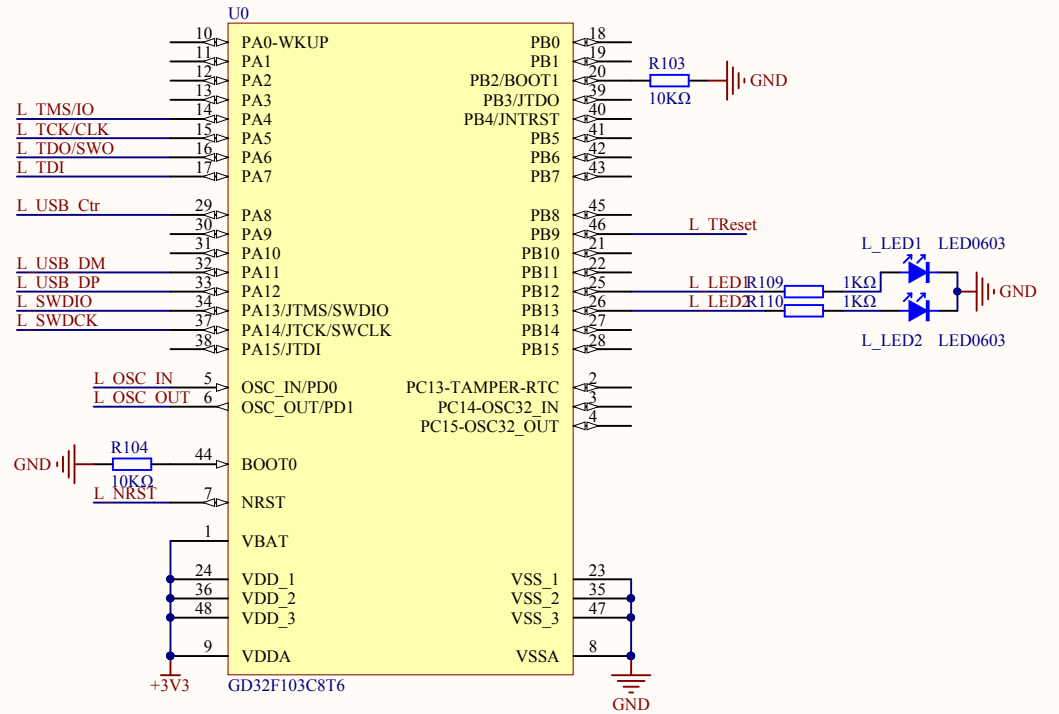 U0
10 PA0-WKUP PB0 18
11 PA1 PB1 19
12 PA2 PB2/BOOT1 20 R103 10KΩ GND
13 PA3 PB3/JTDO 39
L_TMS/IO 14 PA4 PB4/JNTRST 40
L_TCK/CLK 15 PA5 PB5 41
L_TDO/SWO 16 PA6 PB6 42
L_TDI 17 PA7 PB7 43
L_USB_Ctr 29 PA8 PB8 45
30 PA9 PB9 46 L_TReset
31 PA10 PB10 21
L_LED1 LED0603
L_USB_DM 32 PA11 PB11 22
L_USB_DP 33 PA12 PB12 25 L_LED1 R109 1KΩ GND
L_SWDIO 34 PA13/JTMS/SWDIO PB13 26 L_LED2 R110 1KΩ
L_SWDCK 37 PA14/JTCK/SWCLK PB14 27
L_LED2 LED0603
38 PA15/JTDI PB15 28
L_OSC_IN 5 OSC_IN/PD0 PC13-TAMPER-RTC 2
L_OSC_OUT 6 OSC_OUT/PD1 PC14-OSC32_IN 3
PC15-OSC32_OUT 4
R104
GND 44 BOOT0
10KΩ
L_NRST 7 NRST
1 VBAT
24 VDD_1 VSS_1 23
36 VDD_2 VSS_2 35
48 VDD_3 VSS_3 47
9 VDDA VSSA 8
+3V3 GD32F103C8T6
GND